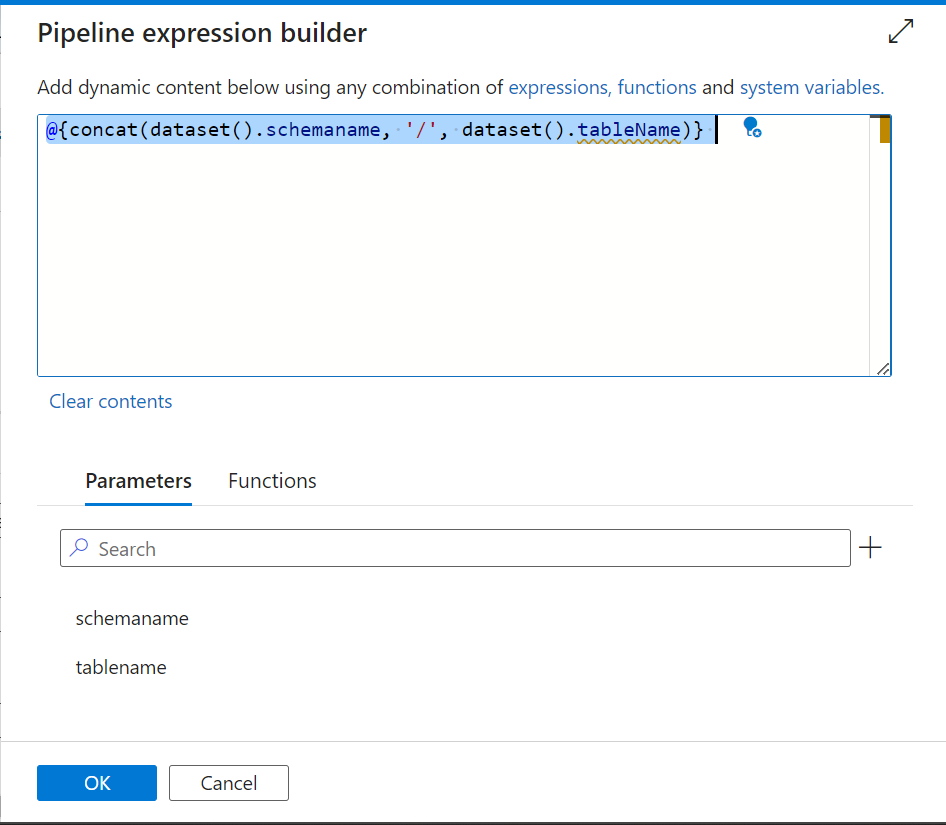 Pipeline expression builder
Add dynamic content below using any combination of expressions, functions and system variables.
@{concat(dataset().schemaname, '/', dataset().tableName)}
Clear contents
Parameters Functions
Search
schemaname
tablename
OK Cancel